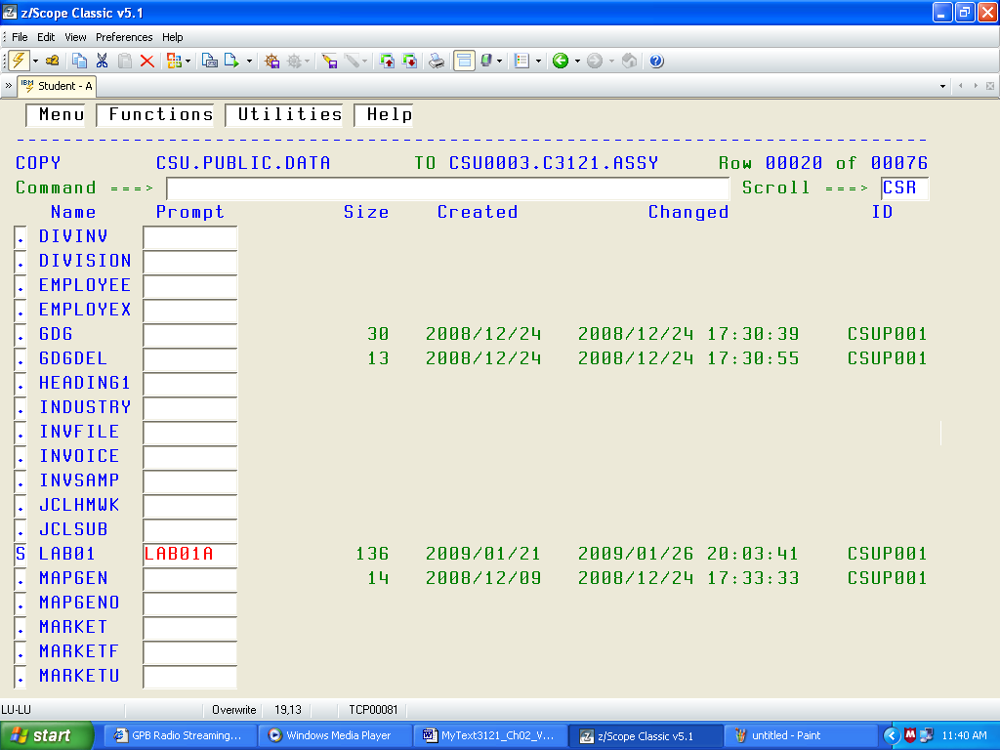 z/Scope Classic v5.1
File Edit View Preferences Help
» IBM Student - A
Menu Functions Utilities Help
------------------------------------------------------------------------------
COPY CSU.PUBLIC.DATA TO CSU0003.C3121.ASSY Row 00020 of 00076
Command ===> Scroll ===> CSR
Name Prompt Size Created Changed ID
. DIVINV
. DIVISION
. EMPLOYEE
. EMPLOYEX
. GDG 30 2008/12/24 2008/12/24 17:30:39 CSUP001
. GDGDEL 13 2008/12/24 2008/12/24 17:30:55 CSUP001
. HEADING1
. INDUSTRY
. INVFILE
. INVOICE
. INVSAMP
. JCLHMWK
. JCLSUB
S LAB01 LAB01A 136 2009/01/21 2009/01/26 20:03:41 CSUP001
. MAPGEN 14 2008/12/09 2008/12/24 17:33:33 CSUP001
. MAPGENO
. MARKET
. MARKETF
. MARKETU
LU-LU Overwrite 19,13 TCP00081
start GPB Radio Streaming... Windows Media Player MyText3121_Ch02_V... z/Scope Classic v5.1 untitled - Paint 11:40 AM